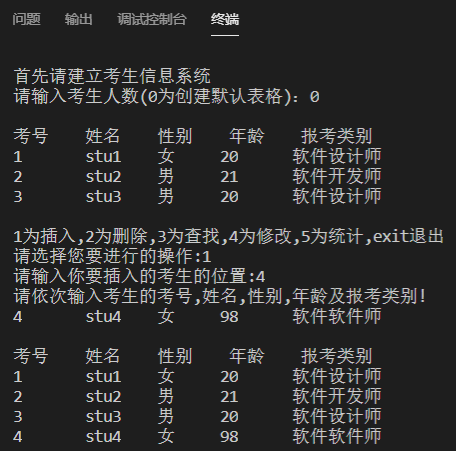 问题 输出 调试控制台 终端
首先请建立考生信息系统
请输入考生人数(0为创建默认表格): 0
考号 姓名 性别 年龄 报考类别
1 stu1 女 20 软件设计师
2 stu2 男 21 软件开发师
3 stu3 男 20 软件设计师
1为插入,2为删除,3为查找,4为修改,5为统计,exit退出
请选择您要进行的操作:1
请输入你要插入的考生的位置:4
请依次输入考生的考号,姓名,性别,年龄及报考类别!
4 stu4 女 98 软件软件师
考号 姓名 性别 年龄 报考类别
1 stu1 女 20 软件设计师
2 stu2 男 21 软件开发师
3 stu3 男 20 软件设计师
4 stu4 女 98 软件软件师